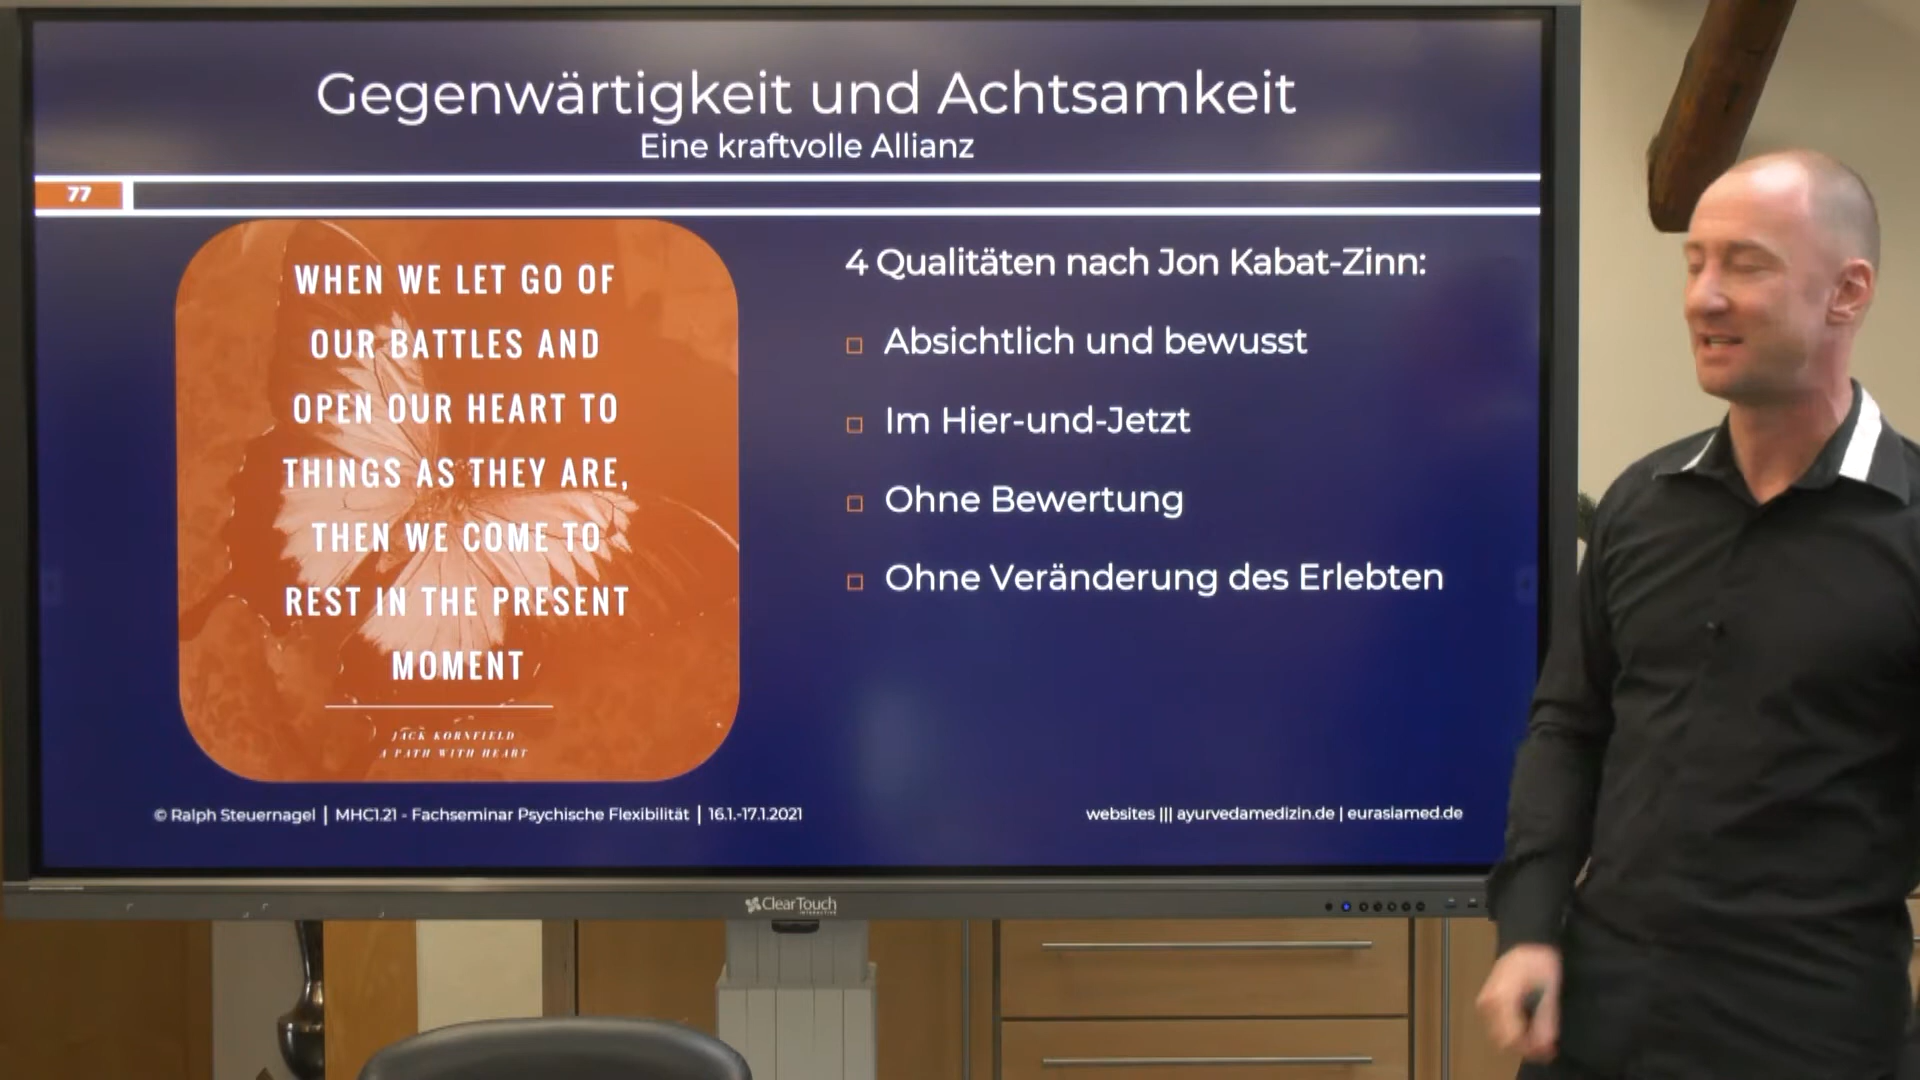 Gegenwärtigkeit und Achtsamkeit
Eine kraftvolle Allianz
77
WHEN WE LET GO OF
OUR BATTLES AND
OPEN OUR HEART TO
THINGS AS THEY ARE,
THEN WE COME TO
REST IN THE PRESENT
MOMENT
JACK KORNFIELD
A PATH WITH HEART
4 Qualitäten nach Jon Kabat-Zinn:
Absichtlich und bewusst
Im Hier-und-Jetzt
Ohne Bewertung
Ohne Veränderung des Erlebten
© Ralph Steuernagel | MHC1.21 - Fachseminar Psychische Flexibilität | 16.1.-17.1.2021
websites ||| ayurvedamedizin.de | eurasiamed.de
ClearTouch
INTERACTIVE